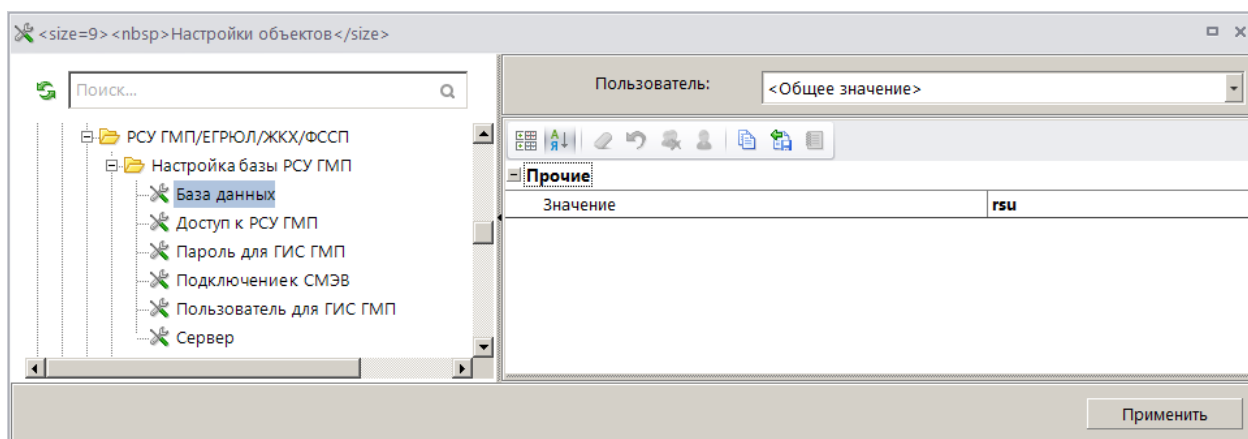 <size=9><nbsp>Настройки объектов</size>
Поиск...
РСУ ГМП/ЕГРЮЛ/ЖКХ/ФССП
Настройка базы РСУ ГМП
База данных
Доступ к РСУ ГМП
Пароль для ГИС ГМП
Подключениек СМЭВ
Пользователь для ГИС ГМП
Сервер
Пользователь: <Общее значение>
Прочие
Значение rsu
Применить